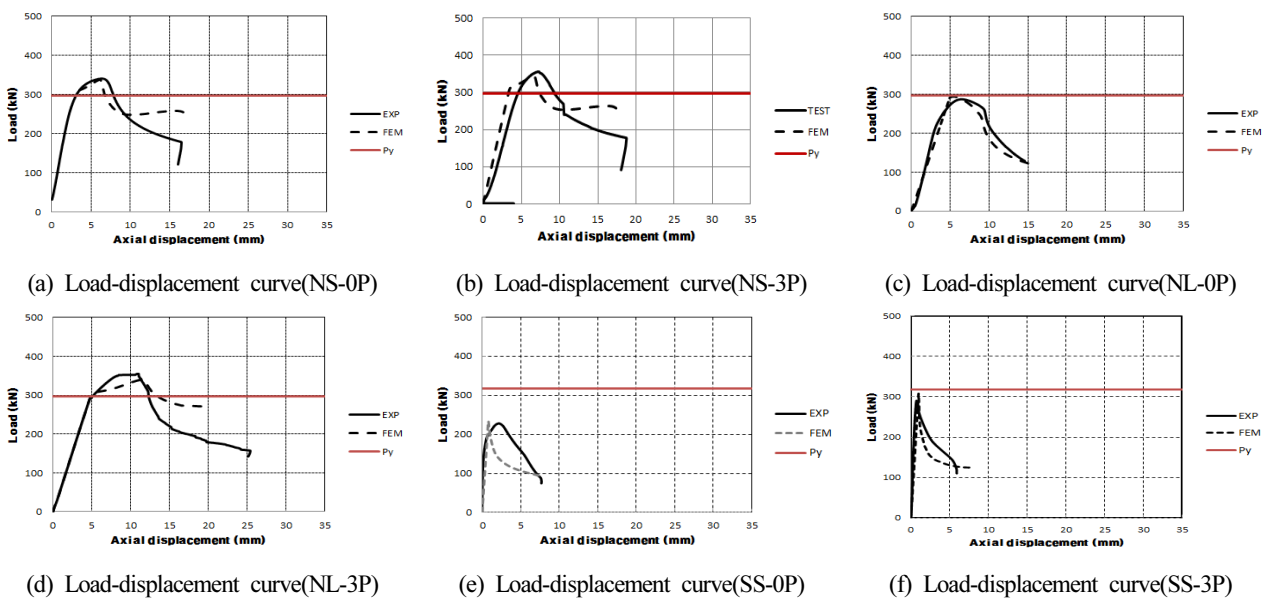 500
400
300
200
100
0
Load (kN)
0 5 10 15 20 25 30 35
Axial displacement (mm)
EXP
FEM
Py
(a) Load-displacement curve(NS-0P)
500
400
300
200
100
0
Load (kN)
0 5 10 15 20 25 30 35
Axial displacement (mm)
TEST
FEM
Py
(b) Load-displacement curve(NS-3P)
500
400
300
200
100
0
Load (kN)
0 5 10 15 20 25 30 35
Axial displacement (mm)
EXP
FEM
Py
(c) Load-displacement curve(NL-0P)
500
400
300
200
100
0
Load (kN)
0 5 10 15 20 25 30 35
Axial displacement (mm)
EXP
FEM
Py
(d) Load-displacement curve(NL-3P)
500
400
300
200
100
0
Load (kN)
0 5 10 15 20 25 30 35
Axial displacement (mm)
EXP
FEM
Py
(e) Load-displacement curve(SS-0P)
500
400
300
200
100
0
Load (kN)
0 5 10 15 20 25 30 35
Axial displacement (mm)
EXP
FEM
Py
(f) Load-displacement curve(SS-3P)